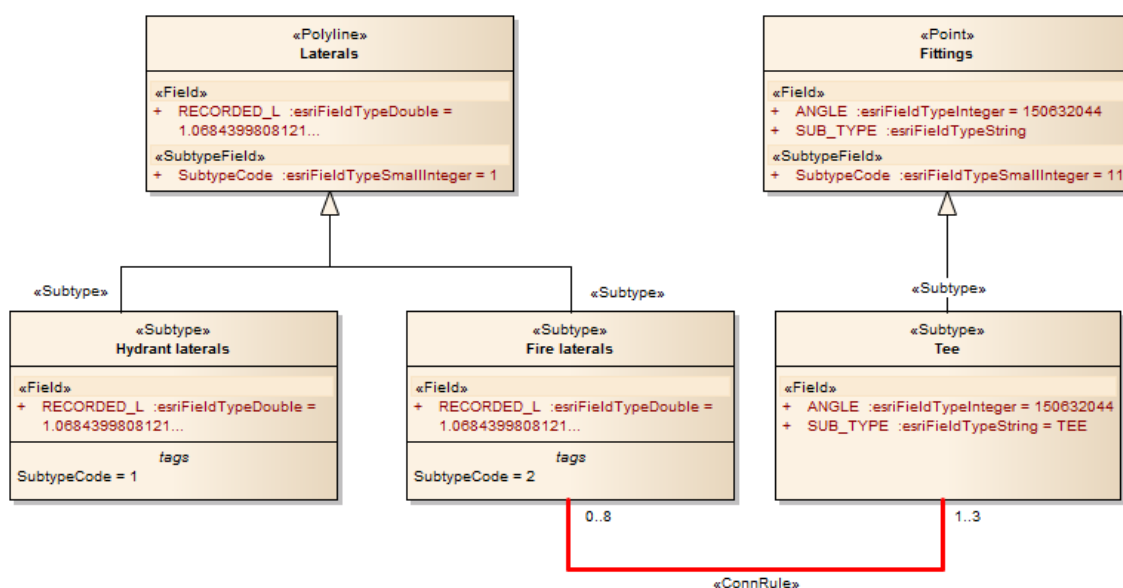 «Polyline»
Laterals
«Field»
+ RECORDED_L :esriFieldTypeDouble =
1.0684399808121...
«SubtypeField»
+ SubtypeCode :esriFieldTypeSmallInteger = 1
«Point»
Fittings
«Field»
+ ANGLE :esriFieldTypeInteger = 150632044
+ SUB_TYPE :esriFieldTypeString
«SubtypeField»
+ SubtypeCode :esriFieldTypeSmallInteger = 11
«Subtype»
«Subtype»
«Subtype»
«Subtype»
Hydrant laterals
«Field»
+ RECORDED_L :esriFieldTypeDouble =
1.0684399808121...
tags
SubtypeCode = 1
«Subtype»
Fire laterals
«Field»
+ RECORDED_L :esriFieldTypeDouble =
1.0684399808121...
tags
SubtypeCode = 2
«Subtype»
Tee
«Field»
+ ANGLE :esriFieldTypeInteger = 150632044
+ SUB_TYPE :esriFieldTypeString = TEE
0..8
1..3
«ConnRule»